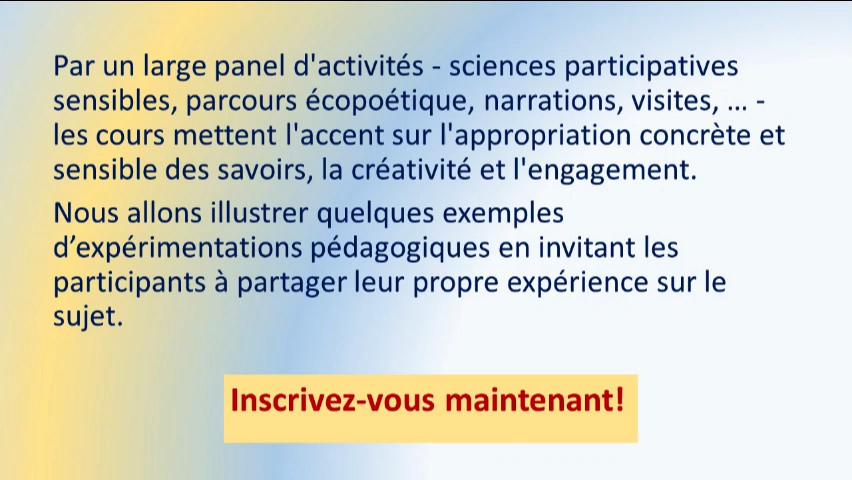 Par un large panel d'activités - sciences participatives
sensibles, parcours écopoétique, narrations, visites, ... -
les cours mettent l'accent sur l'appropriation concrète et
sensible des savoirs, la créativité et l'engagement.
Nous allons illustrer quelques exemples
d’expérimentations pédagogiques en invitant les
participants à partager leur propre expérience sur le
sujet.
Inscrivez-vous maintenant!